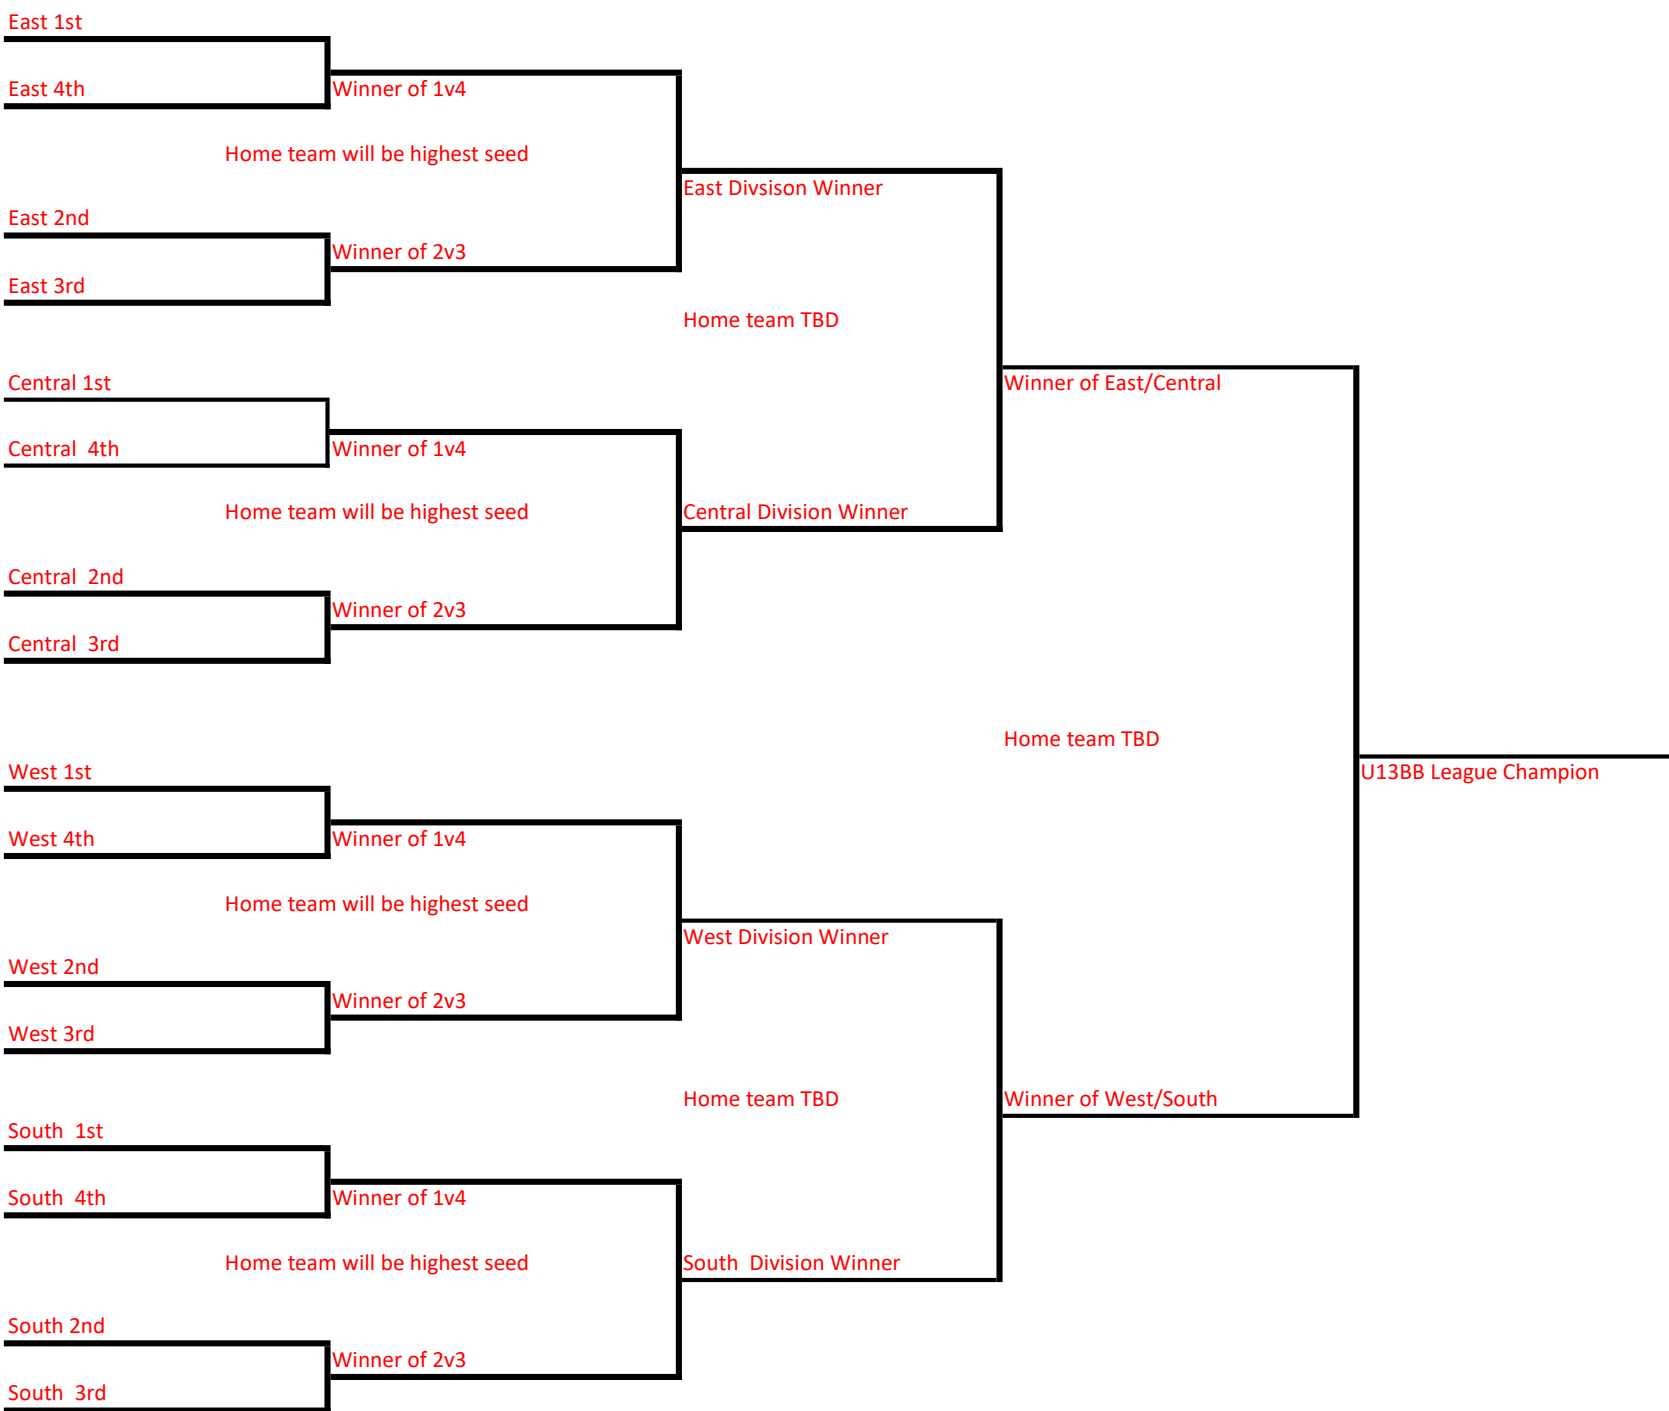 East 1st
East 4th
Winner of 1v4
Home team will be highest seed
East Divsison Winner
East 2nd
Winner of 2v3
East 3rd
Home team TBD
Central 1st
Winner of East/Central
Central  4th
Winner of 1v4
Home team will be highest seed
Central Division Winner
Central  2nd
Winner of 2v3
Central  3rd
Home team TBD
West 1st
U13BB League Champion
West 4th
Winner of 1v4
Home team will be highest seed
West Division Winner
West 2nd
Winner of 2v3
West 3rd
Home team TBD
Winner of West/South
South  1st
South  4th
Winner of 1v4
Home team will be highest seed
South  Division Winner
South 2nd
Winner of 2v3
South  3rd